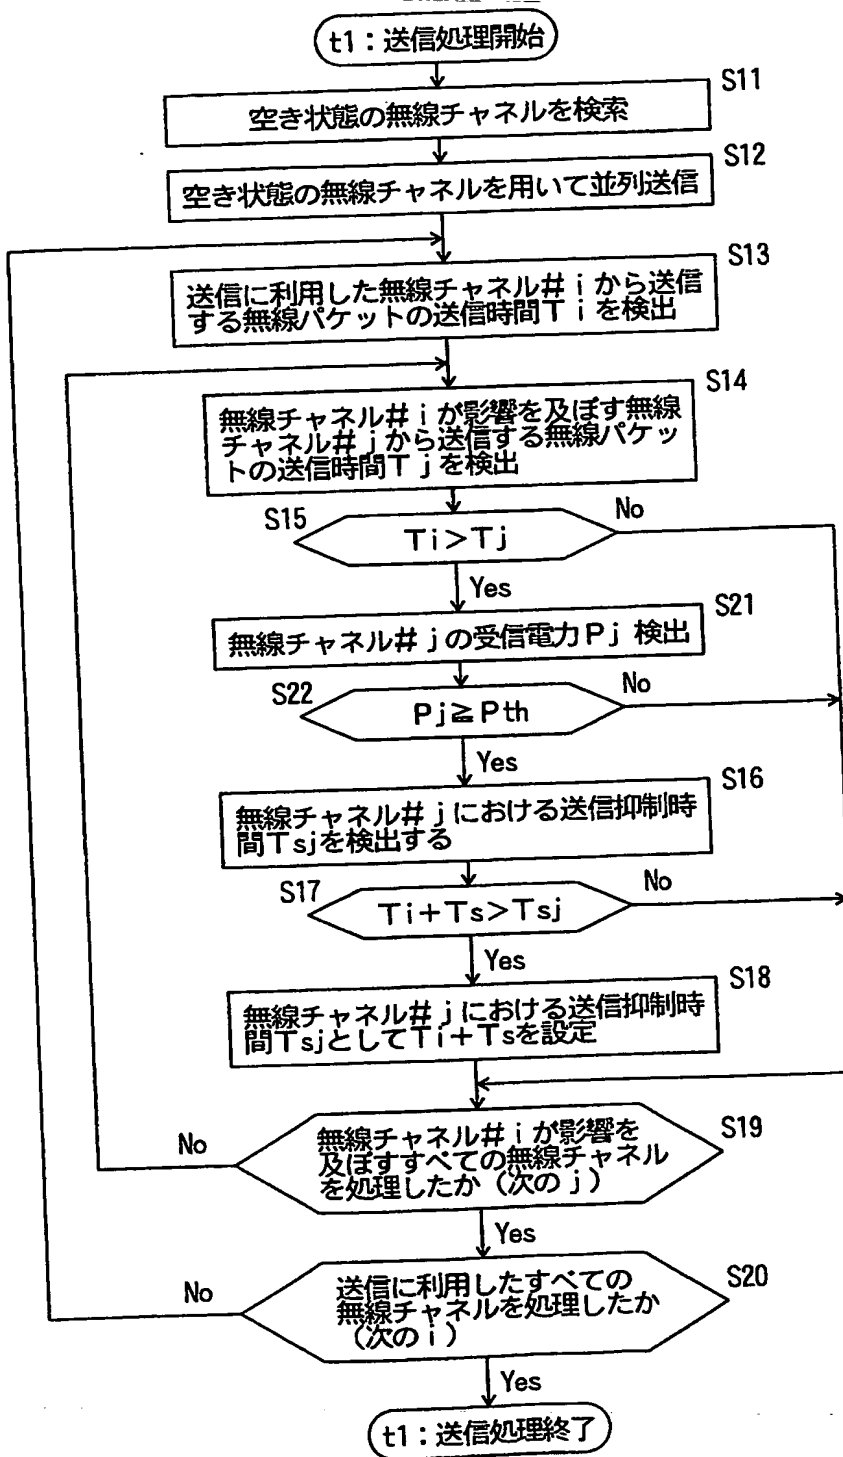 t1：送信処理開始
S11
空き状態の無線チャネルを検索
S12
空き状態の無線チャネルを用いて並列送信
S13
送信に利用した無線チャネル＃ｉから送信
する無線パケットの送信時間Ｔｉを検出
S14
無線チャネル＃ｉが影響を及ぼす無線
チャネル＃ｊから送信する無線パケッ
トの送信時間Ｔｊを検出
S15
Ｔｉ＞Ｔｊ
No
Yes
S21
無線チャネル＃ｊの受信電力Ｐｊ検出
S22
Ｐｊ≧Ｐth
No
Yes
S16
無線チャネル＃ｊにおける送信抑制時
間Ｔsjを検出する
S17
Ｔｉ＋Ｔs＞Ｔsj
No
Yes
S18
無線チャネル＃ｊにおける送信抑制時
間ＴsjとしてＴｉ＋Ｔsを設定
S19
無線チャネル＃ｉが影響を
及ぼすすべての無線チャネル
を処理したか（次のｊ）
No
Yes
S20
送信に利用したすべての
無線チャネルを処理したか
（次のｉ）
No
Yes
t1：送信処理終了